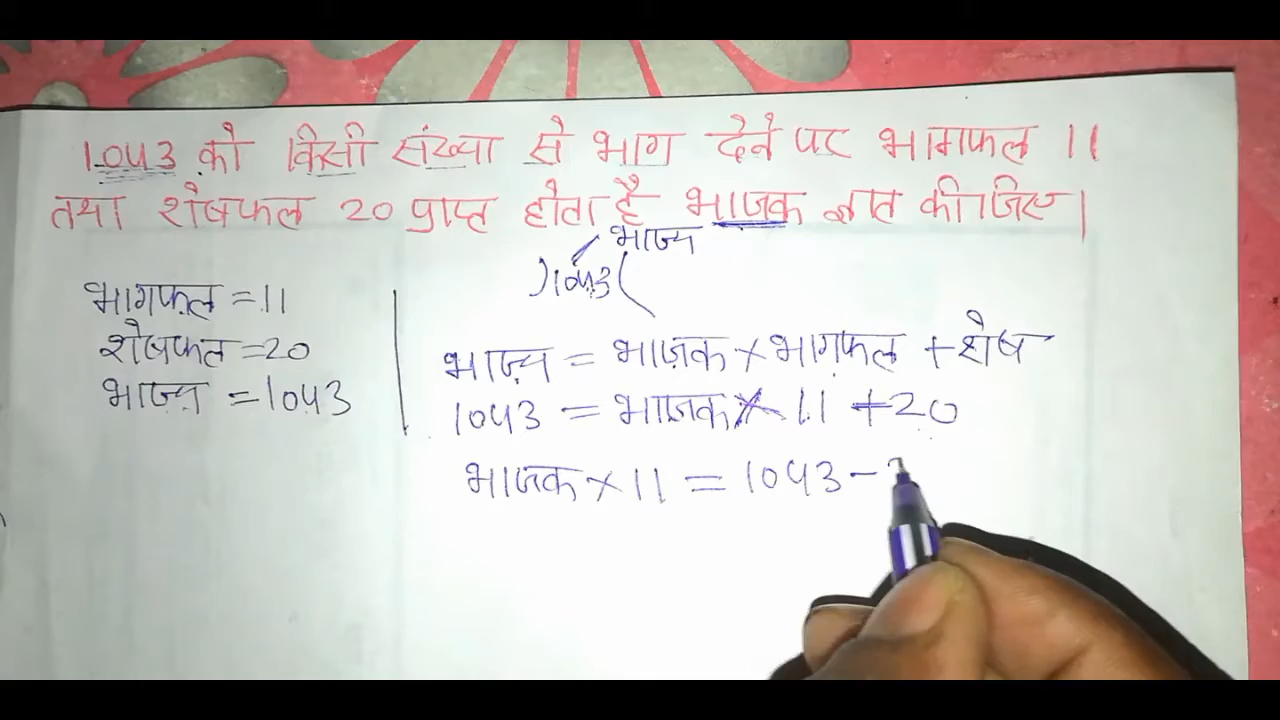 1043 को किसी संख्या से भाग देने पर भागफल 11
तथा शेषफल 20 प्राप्त होता है भाजक ज्ञात कीजिए।
भाज्य
)1043(
भागफल = 11
शेषफल = 20
भाज्य = 1043
भाज्य = भाजक × भागफल + शेष
1043 = भाजक × 11 + 20
भाजक × 11 = 1043 -